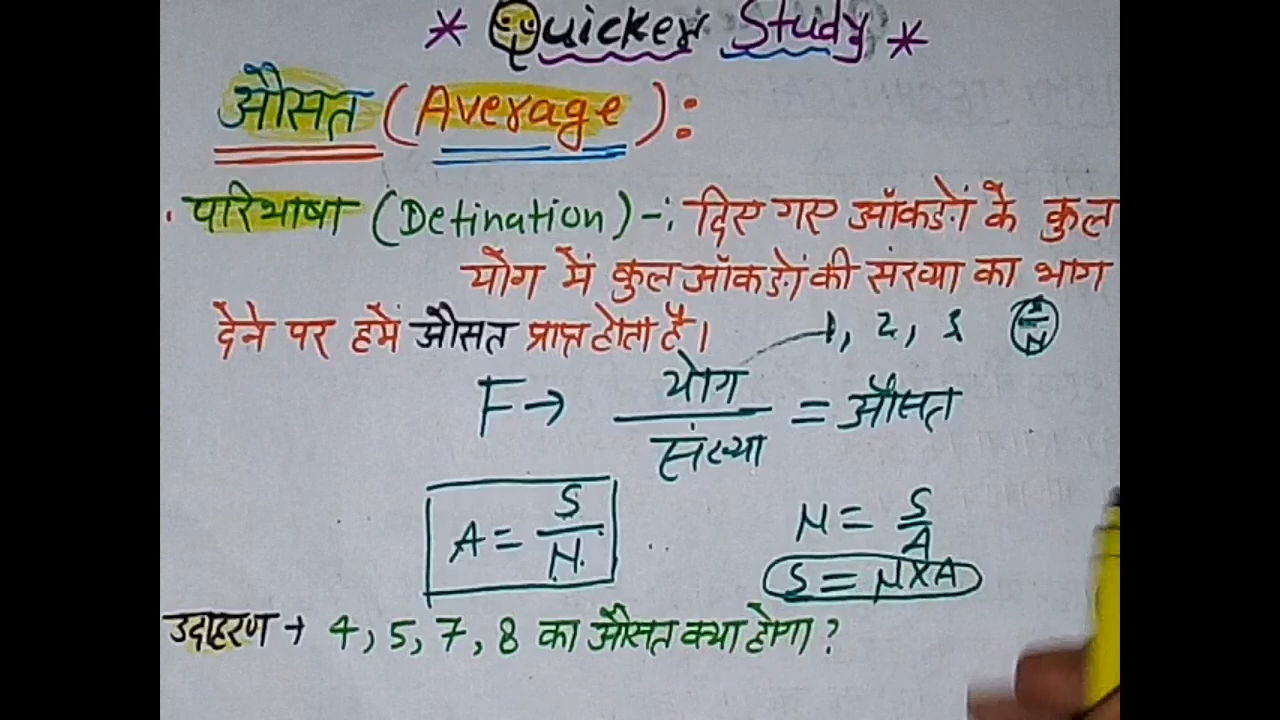 * Quicker Study *
औसत (Average) :
परिभाषा (Detination) -: दिए गए आँकडों के कुल
योग में कुल आँकडों की संख्या का भाग
देने पर हमें औसत प्राप्त होता है।
1, 2, 3
F→ योग / संख्या = औसत
A = S/N
N = S/A
S = N×A
उदाहरण → 4, 5, 7, 8 का औसत क्या होगा ?